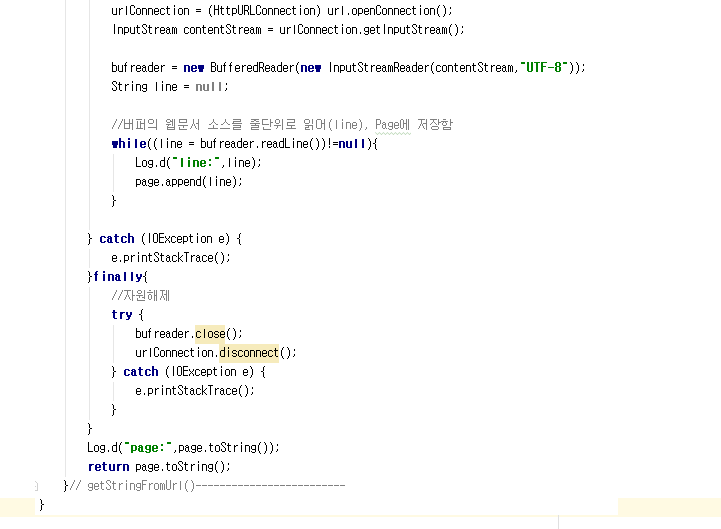 urlConnection = (HttpURLConnection) url.openConnection();
InputStream contentStream = urlConnection.getInputStream();
bufreader = new BufferedReader(new InputStreamReader(contentStream,"UTF-8"));
String line = null;
//버퍼의 웹문서 소스를 줄단위로 읽어(line), Page에 저장함
while((line = bufreader.readLine())!=null){
Log.d("line:",line);
page.append(line);
}
} catch (IOException e) {
e.printStackTrace();
}finally{
//자원해제
try {
bufreader.close();
urlConnection.disconnect();
} catch (IOException e) {
e.printStackTrace();
}
}
Log.d("page:",page.toString());
return page.toString();
}// getStringFromUrl()-------------------------
}